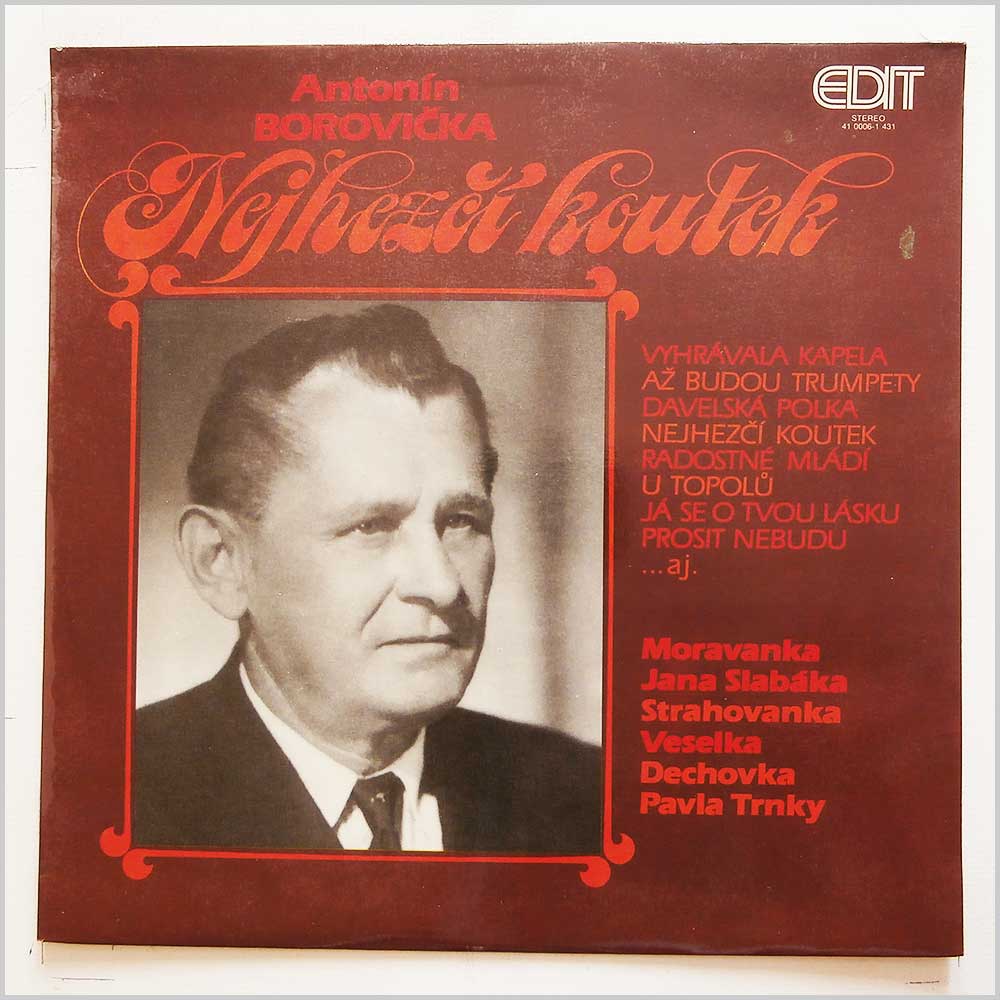 Antonín
BOROVIČKA
Nejhezčí koutek
EDIT
STEREO
41 0006-1 431
VYHRÁVALA KAPELA
AŽ BUDOU TRUMPETY
DAVELSKÁ POLKA
NEJHEZČÍ KOUTEK
RADOSTNÉ MLÁDÍ
U TOPOLŮ
JÁ SE O TVOU LÁSKU
PROSIT NEBUDU
...aj.
Moravanka
Jana Slabáka
Strahovanka
Veselka
Dechovka
Pavla Trnky